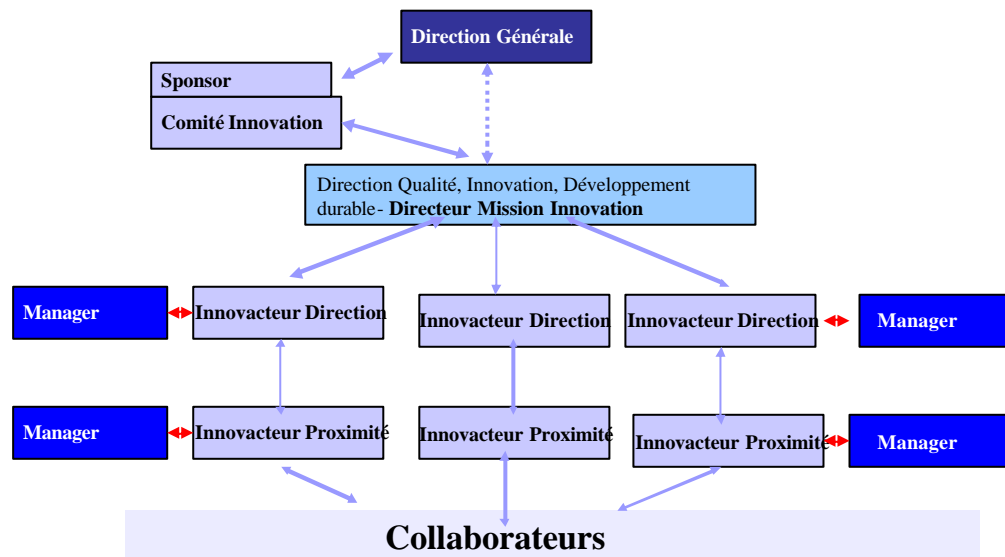 Direction Générale
Sponsor
Comité Innovation
Direction Qualité, Innovation, Développement
durable- Directeur Mission Innovation
Manager
Innovacteur Direction
Innovacteur Direction
Innovacteur Direction
Manager
Manager
Innovacteur Proximité
Innovacteur Proximité
Innovacteur Proximité
Manager
Collaborateurs